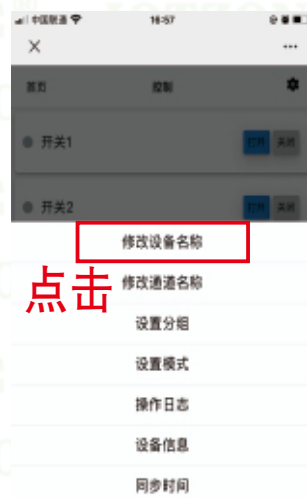 中国联通 16:57
首页 控制
开关1 打开 关闭
开关2 打开 关闭
修改设备名称
点击
修改通道名称
设置分组
设置模式
操作日志
设备信息
同步时间